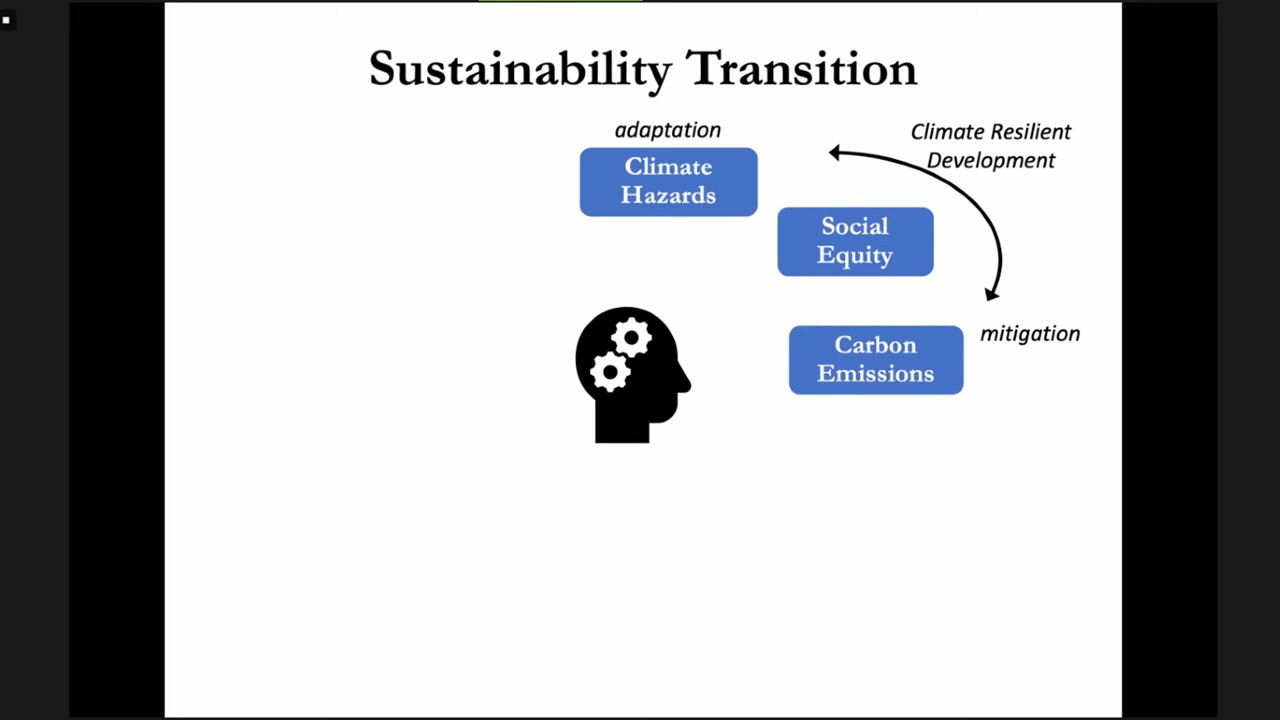 Sustainability Transition
adaptation
Climate
Hazards
Climate Resilient
Development
Social
Equity
mitigation
Carbon
Emissions